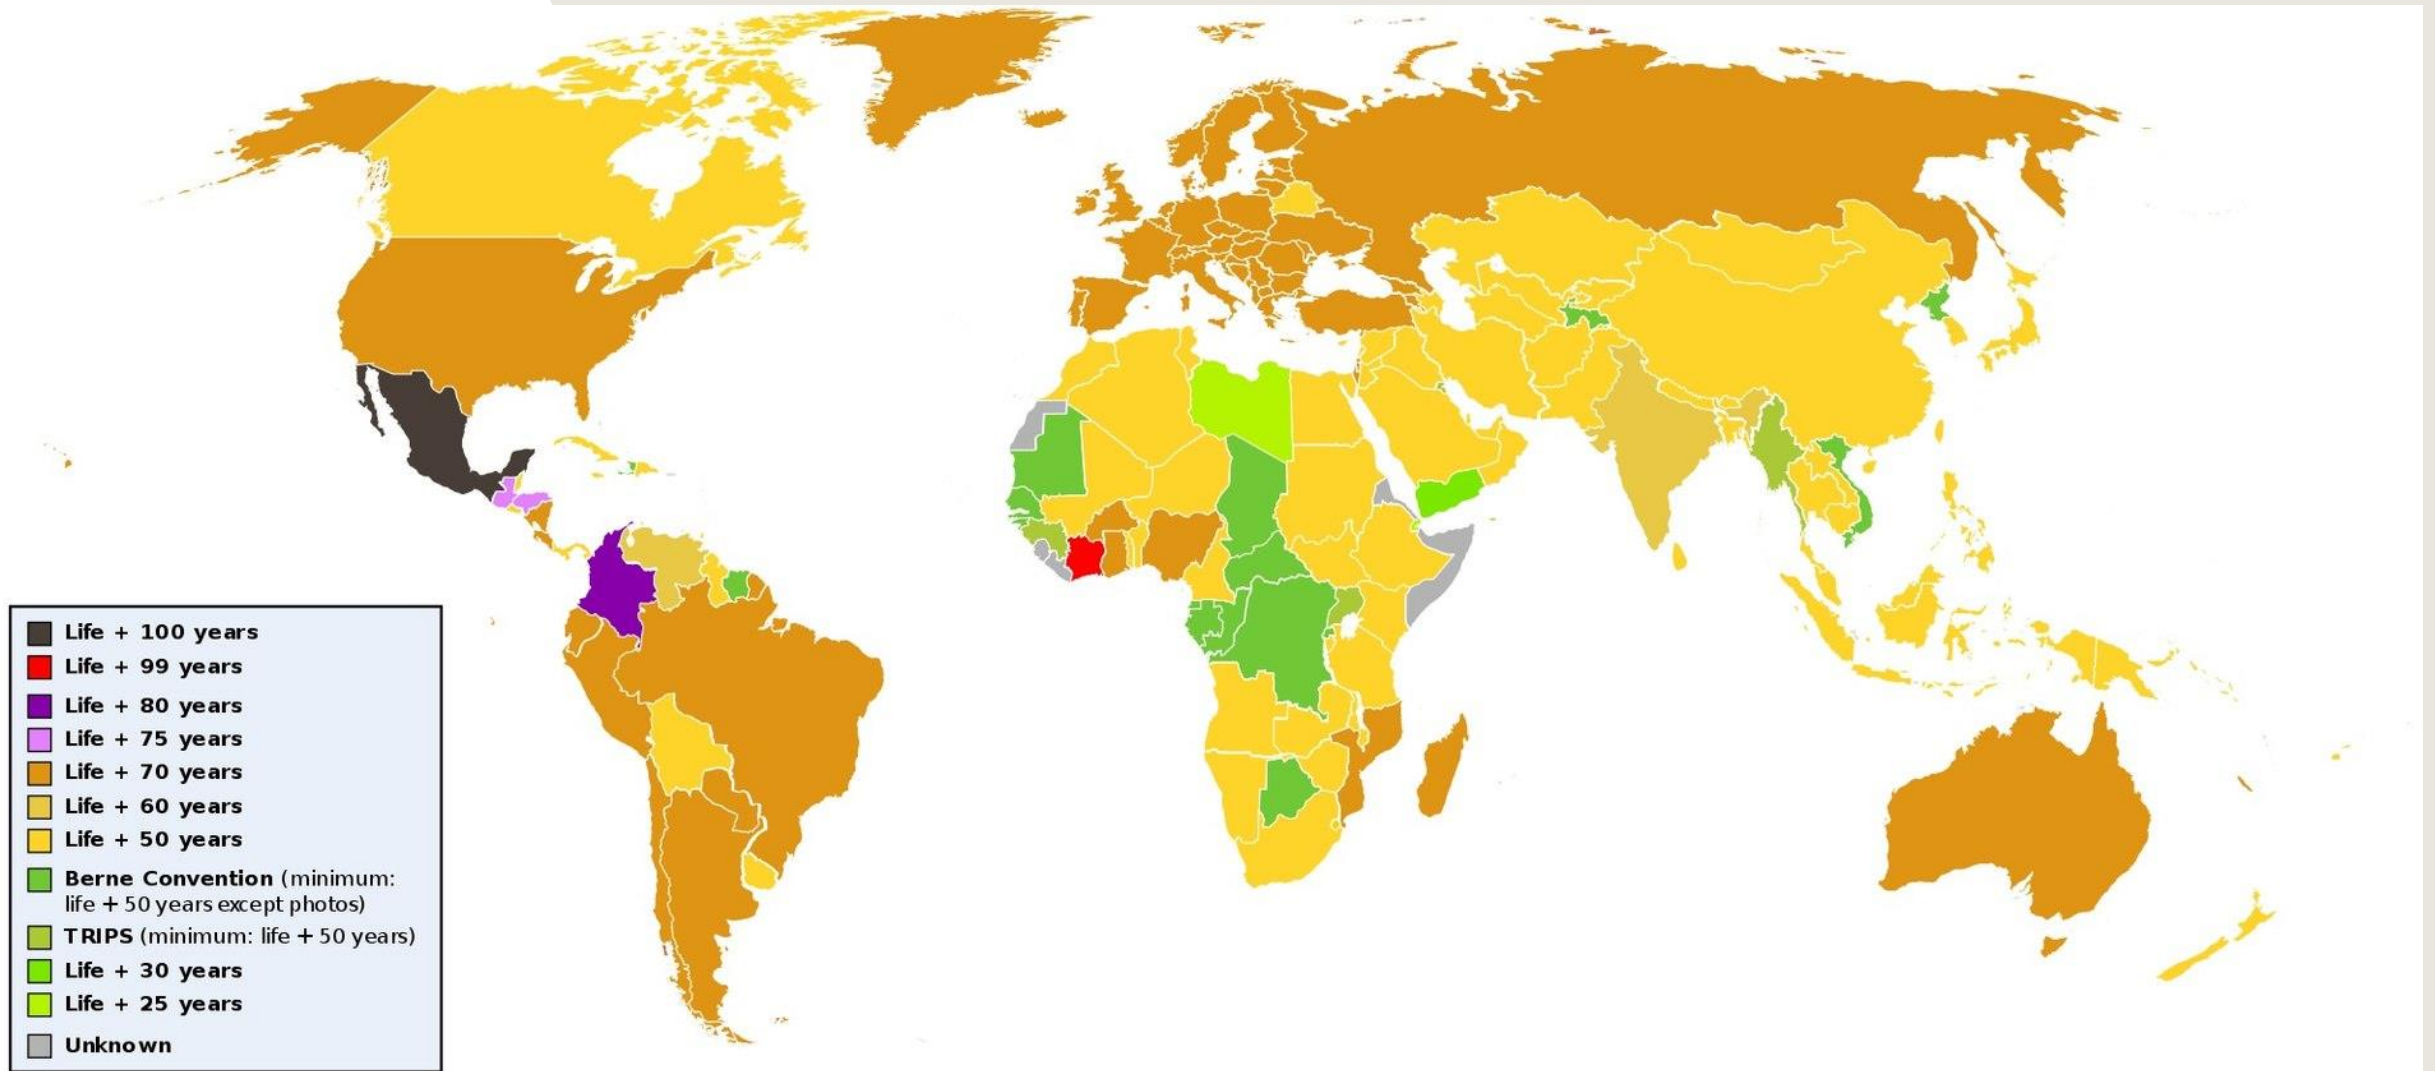 Life + 100 years
Life + 99 years
Life + 80 years
Life + 75 years
Life + 70 years
Life + 60 years
Life + 50 years
Berne Convention (minimum:
life + 50 years except photos)
TRIPS (minimum: life + 50 years)
Life + 30 years
Life + 25 years
Unknown